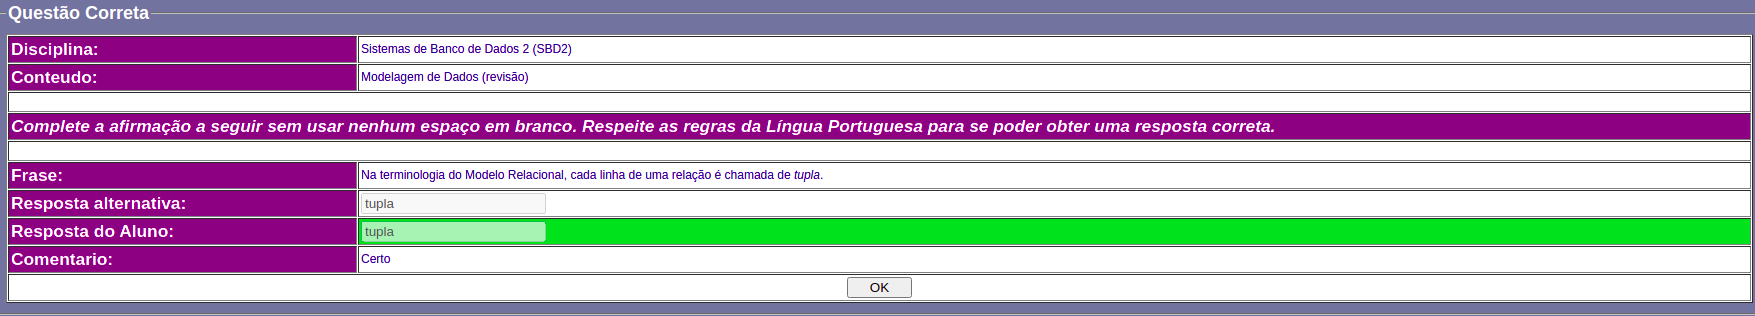 Questão Correta
Disciplina: Sistemas de Banco de Dados 2 (SBD2)
Conteudo: Modelagem de Dados (revisão)
Complete a afirmação a seguir sem usar nenhum espaço em branco. Respeite as regras da Língua Portuguesa para se poder obter uma resposta correta.
Frase: Na terminologia do Modelo Relacional, cada linha de uma relação é chamada de tupla.
Resposta alternativa: tupla
Resposta do Aluno: tupla
Comentario: Certo
OK